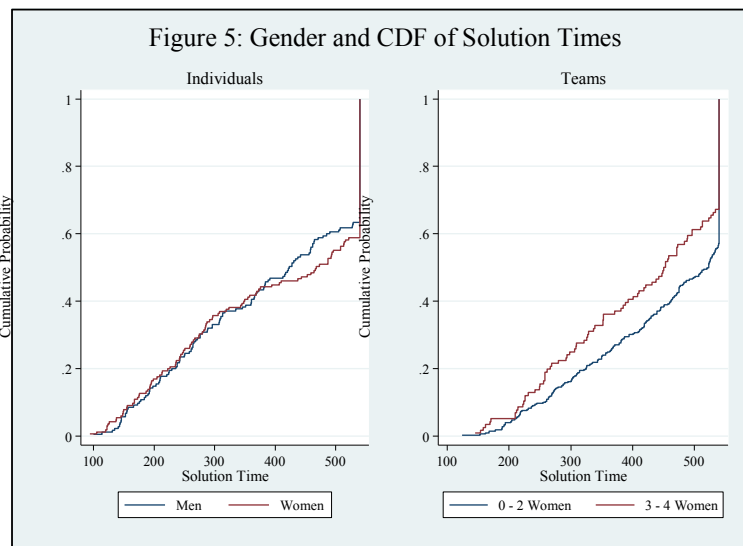 Figure 5: Gender and CDF of Solution Times
Individuals
Cumulative Probability
1
.8
.6
.4
.2
0
100 200 300 400 500
Solution Time
Men Women
Teams
Cumulative Probability
1
.8
.6
.4
.2
0
100 200 300 400 500
Solution Time
0 - 2 Women 3 - 4 Women